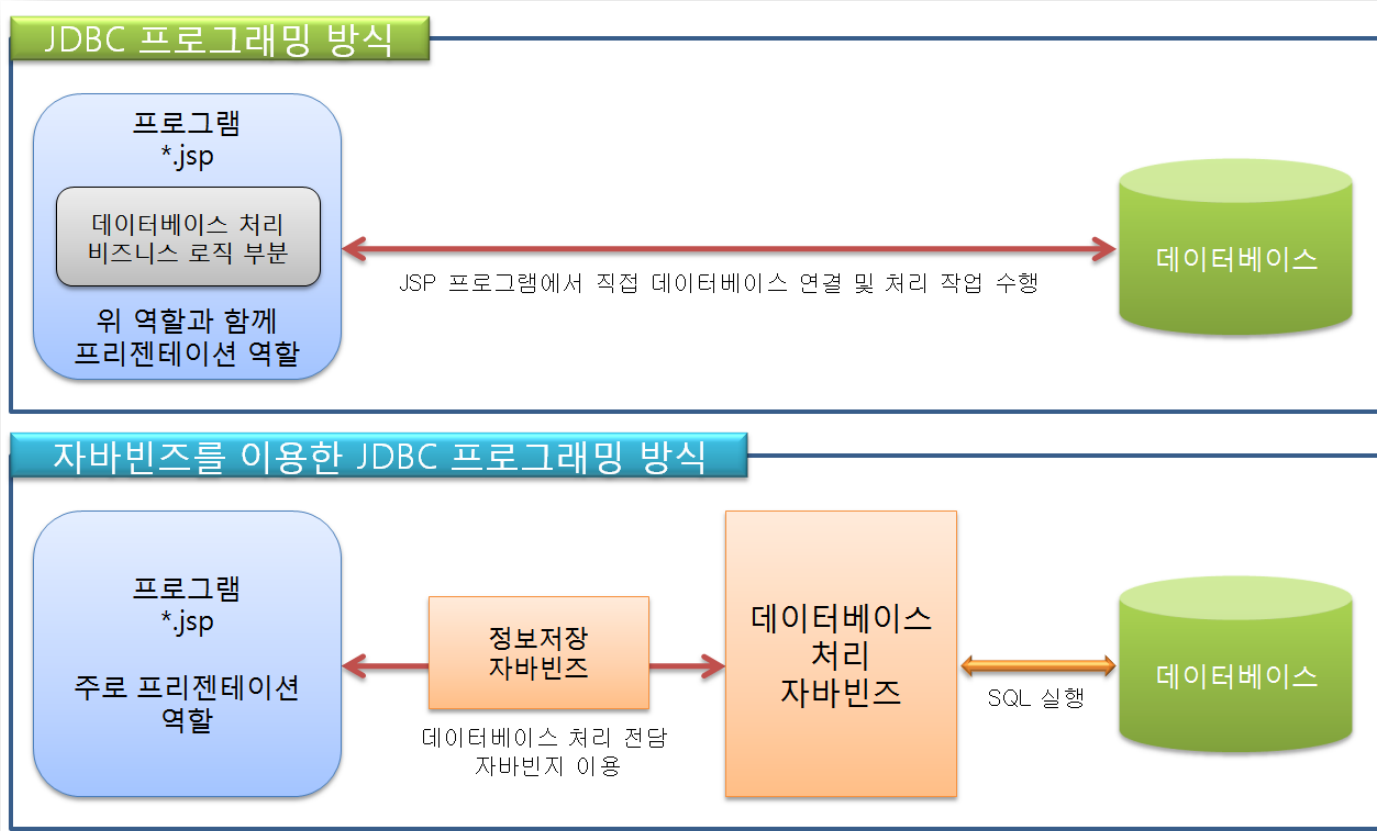 JDBC 프로그래밍 방식
프로그램
*.jsp
데이터베이스 처리
비즈니스 로직 부분
위 역할과 함께
프리젠테이션 역할
JSP 프로그램에서 직접 데이터베이스 연결 및 처리 작업 수행
데이터베이스
자바빈즈를 이용한 JDBC 프로그래밍 방식
프로그램
*.jsp
주로 프리젠테이션
역할
정보저장
자바빈즈
데이터베이스 처리 전담
자바빈지 이용
데이터베이스
처리
자바빈즈
SQL 실행
데이터베이스